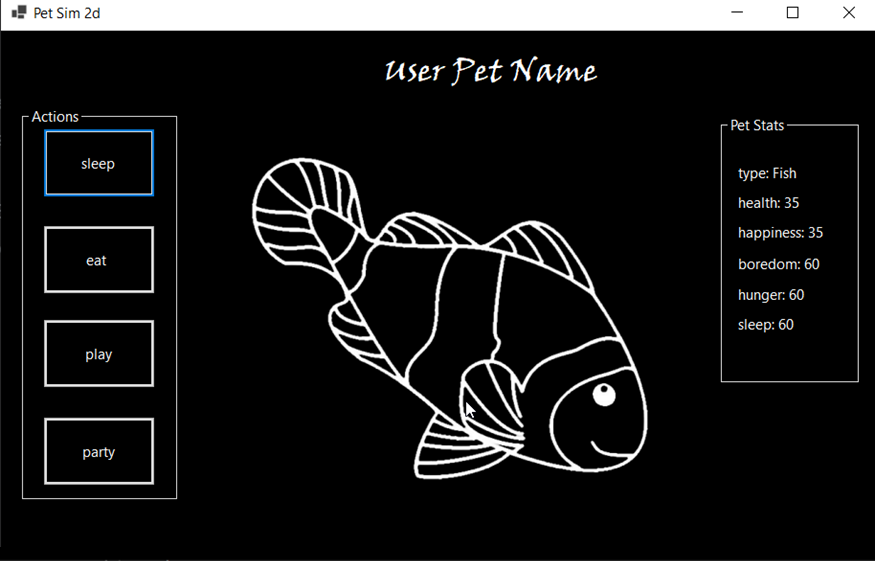 Pet Sim 2d
User Pet Name
Actions
sleep
eat
play
party
Pet Stats
type: Fish
health: 35
happiness: 35
boredom: 60
hunger: 60
sleep: 60